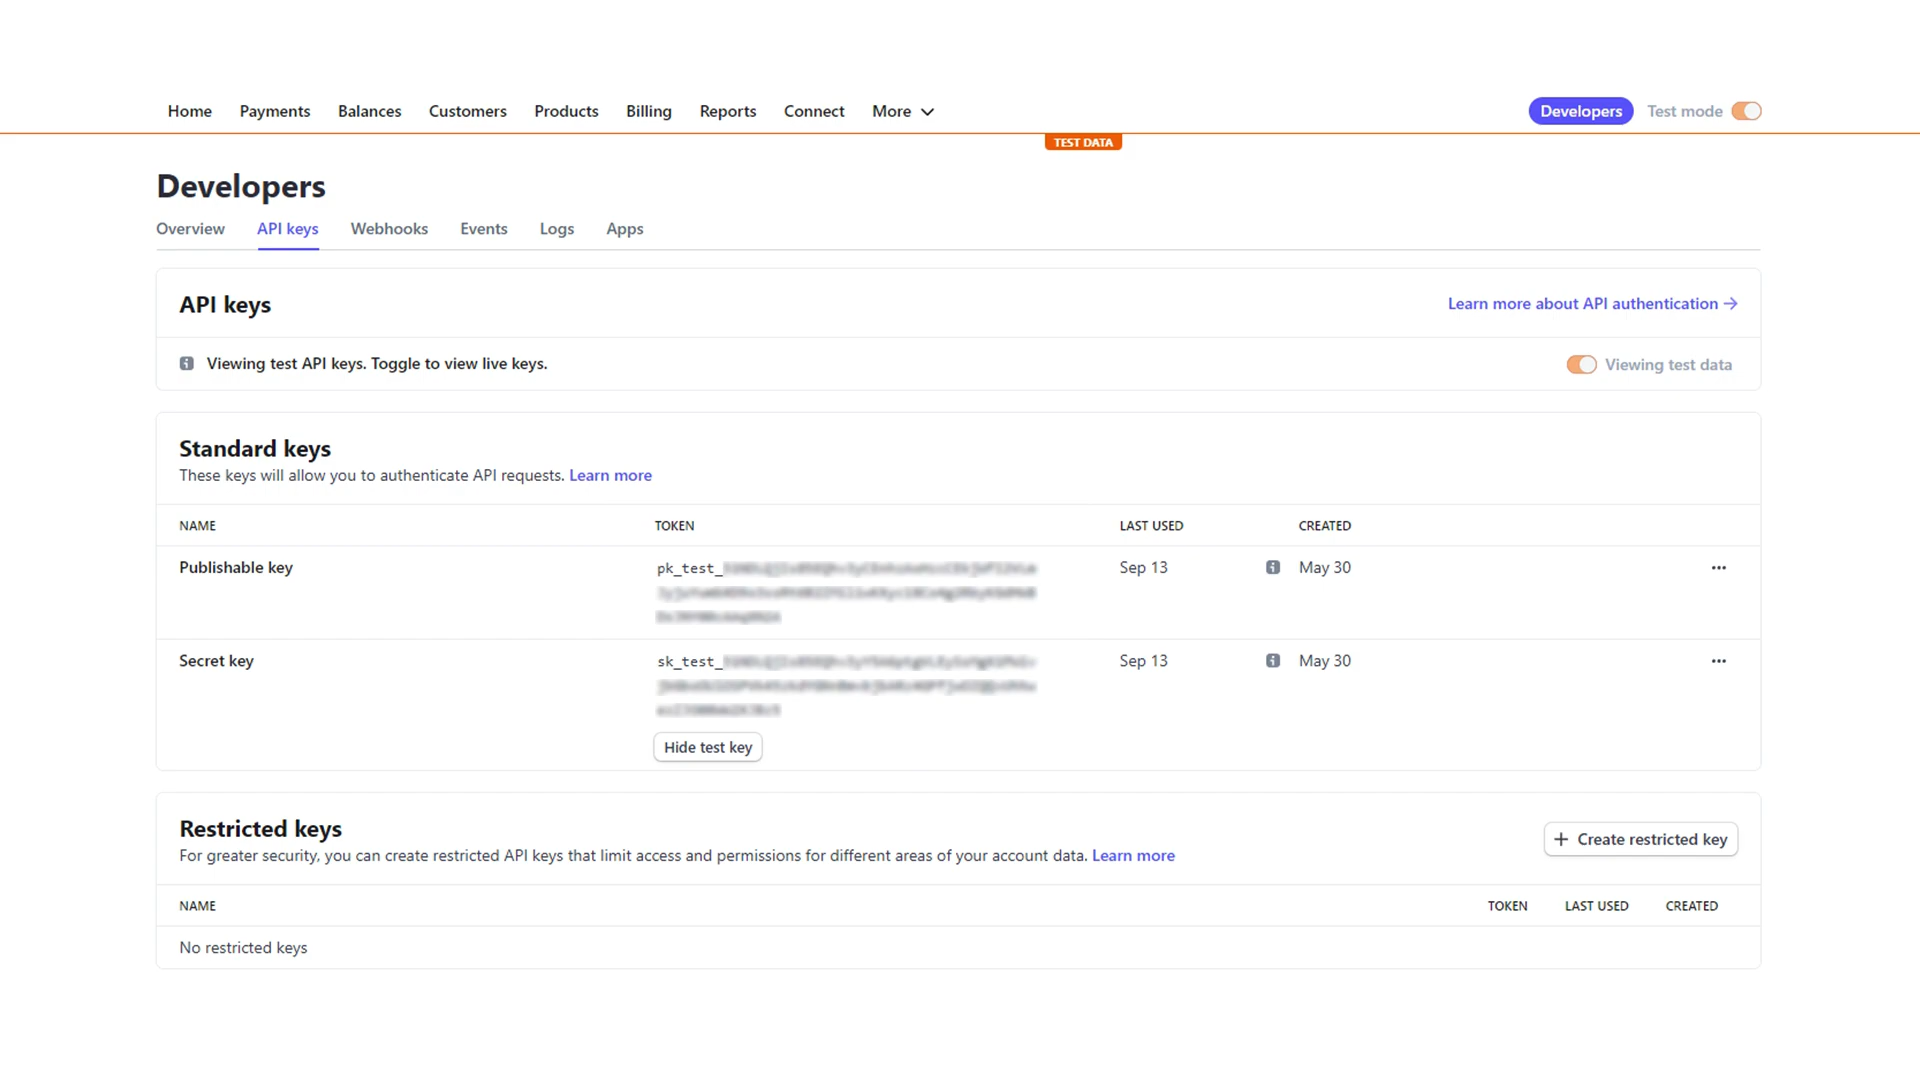 Home Payments Balances Customers Products Billing Reports Connect More Developers Test mode
TEST DATA
Developers
Overview API keys Webhooks Events Logs Apps
API keys
Learn more about API authentication →
Viewing test API keys. Toggle to view live keys.
Viewing test data
Standard keys
These keys will allow you to authenticate API requests. Learn more
NAME TOKEN LAST USED CREATED
Publishable key pk_test_ Sep 13 May 30 ...
Secret key sk_test_ Sep 13 May 30 ...
Hide test key
Restricted keys
+ Create restricted key
For greater security, you can create restricted API keys that limit access and permissions for different areas of your account data. Learn more
NAME TOKEN LAST USED CREATED
No restricted keys